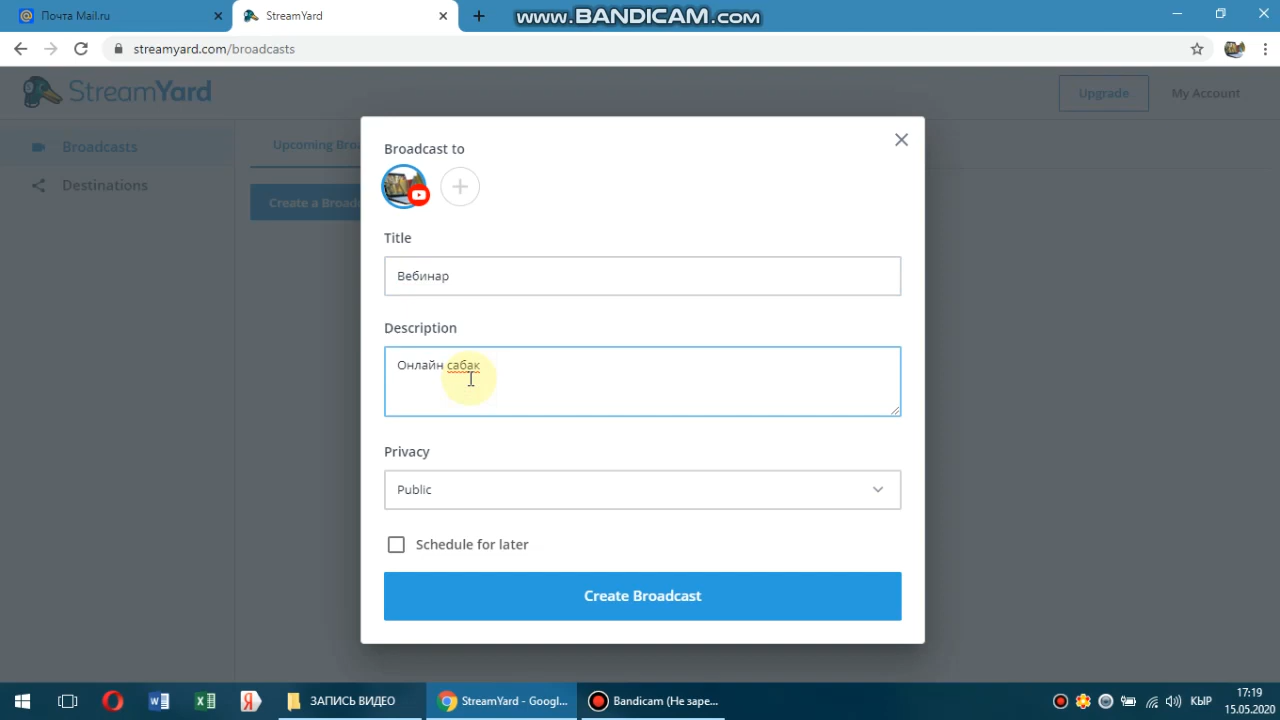 Почта Mail.ru
StreamYard
www.BANDICAM.com
streamyard.com/broadcasts
StreamYard
Upgrade
My Account
Broadcasts
Destinations
Upcoming Bro
Create a Broad
Broadcast to
Title
Вебинар
Description
Онлайн сабак
Privacy
Public
Schedule for later
Create Broadcast
ЗАПИСЬ ВИДЕО
StreamYard - Googl...
Bandicam (Не заре...
КЫР
17:19
15.05.2020